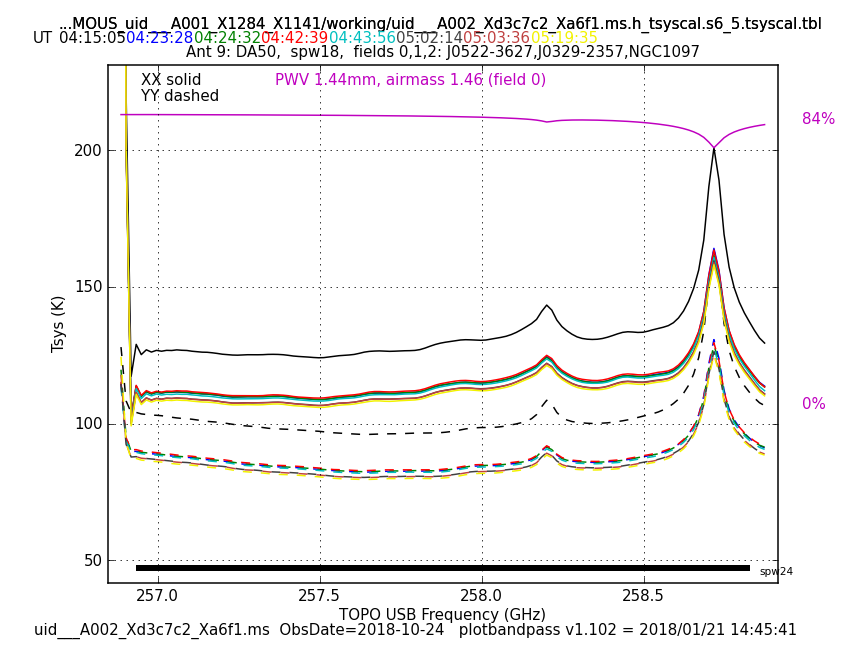 ...MOUS_uid___A001_X1284_X1141/working/uid___A002_Xd3c7c2_Xa6f1.ms.h_tsyscal.s6_5.tsyscal.tbl
UT 04:15:05 04:23:28 04:24:32 04:42:39 04:43:56 05:02:14 05:03:36 05:19:35
Ant 9: DA50, spw18, fields 0,1,2: J0522-3627,J0329-2357,NGC1097
XX solid
YY dashed
PWV 1.44mm, airmass 1.46 (field 0)
84%
200
150
Tsys (K)
100
0%
50
spw24
257.0 257.5 258.0 258.5
TOPO USB Frequency (GHz)
uid___A002_Xd3c7c2_Xa6f1.ms ObsDate=2018-10-24 plotbandpass v1.102 = 2018/01/21 14:45:41